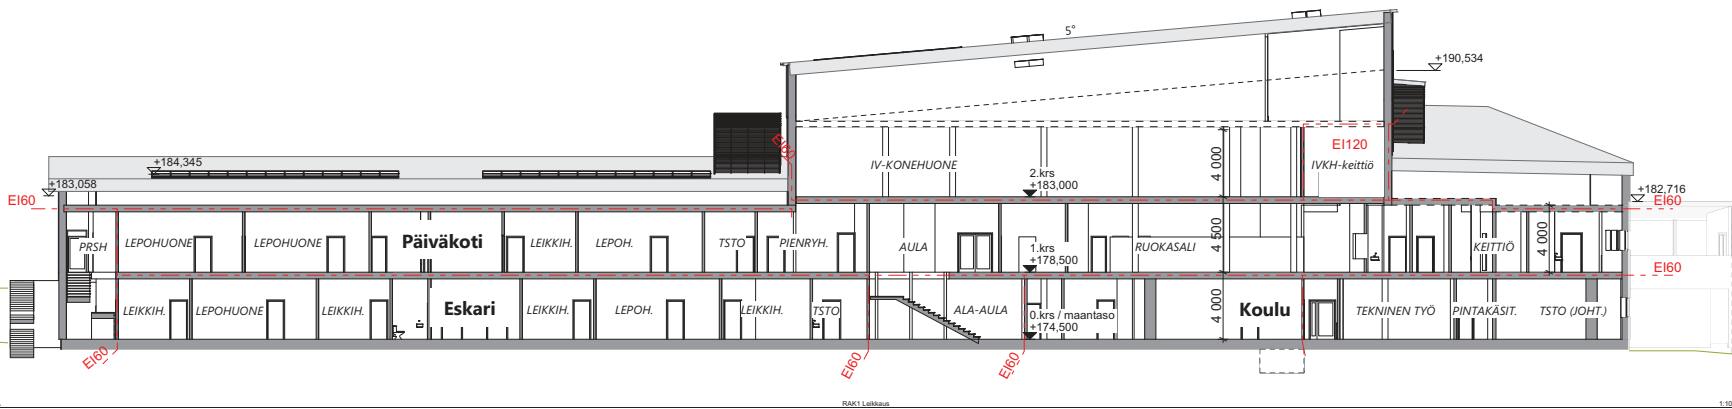 5°
+190,534
EI60
EI120
IV-KONEHUONE
IVKH-keittiö
4 000
+184,345
2.krs
+183,000
+183,058
+182,716
EI60
EI60
PRSH
LEPOHUONE
LEPOHUONE
Päiväkoti
LEIKKIH.
LEPOH.
TSTO
PIENRYH.
AULA
1.krs
+178,500
RUOKASALI
4 500
KEITTIÖ
4 000
EI60
LEIKKIH.
LEPOHUONE
LEIKKIH.
Eskari
LEIKKIH.
LEPOH.
LEIKKIH.
TSTO
ALA-AULA
0.krs / maantaso
+174,500
4 000
Koulu
TEKNINEN TYÖ
PINTAKÄSIT.
TSTO (JOHT.)
EI60
EI60
EI60
RAK1 Leikkaus